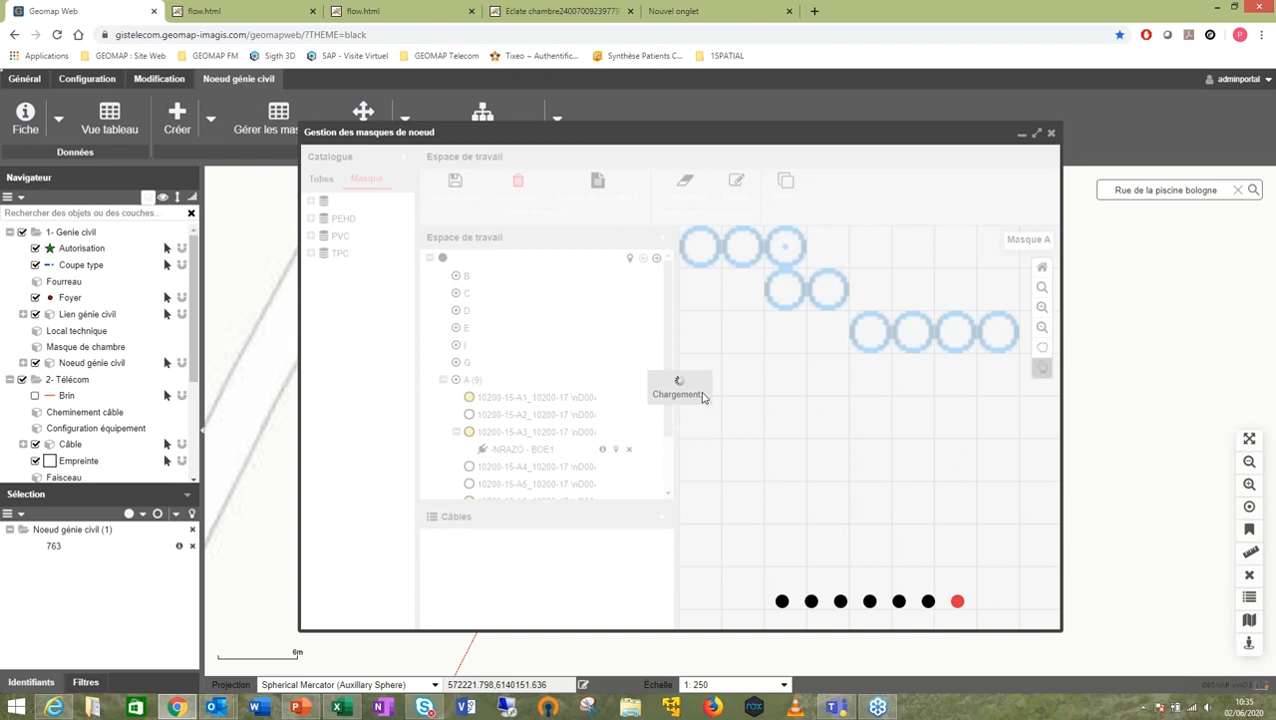 Geomap Web
flow.html
flow.html
Eclate chambre24007009239779
Nouvel onglet
gistelecom.geomap-imagis.com/geomapweb/?THEME=black
Applications
GEOMAP : Site Web
GEOMAP FM
Sigth 3D
SAP - Visite Virtuel
GEOMAP Telecom
Tixeo ~ Authentific...
Synthèse Patients C...
1SPATIAL
Général
Configuration
Modification
Noeud génie civil
adminportal
Fiche
Vue tableau
Créer
Gérer les mas
Données
Gestion des masques de noeud
Catalogue
Espace de travail
Tubes
Masque
PEHD
PVC
TPC
Espace de travail
B
C
D
E
I
G
A (9)
10200-15-A1_10200-17 \nD00
10200-15-A2_10200-17 \nD00
10200-15-A3_10200-17 \nD00
-NRAZO - BOE1
10200-15-A4_10200-17 \nD00
10200-15-A5_10200-17 \nD00
Câbles
Masque A
Chargement
Navigateur
Rechercher des objets ou des couches...
1- Genie civil
Autorisation
Coupe type
Fourreau
Foyer
Lien génie civil
Local technique
Masque de chambre
Noeud génie civil
2- Télécom
Brin
Cheminement câble
Configuration équipement
Câble
Empreinte
Faisceau
Sélection
Noeud génie civil (1)
763
Identifiants
Filtres
Rue de la piscine bologne
6m
Projection
Spherical Mercator (Auxillary Sphere)
572221.798,6140151.636
Échelle
1: 250
GEOMAP IMAGIS
10:35
02/06/2020